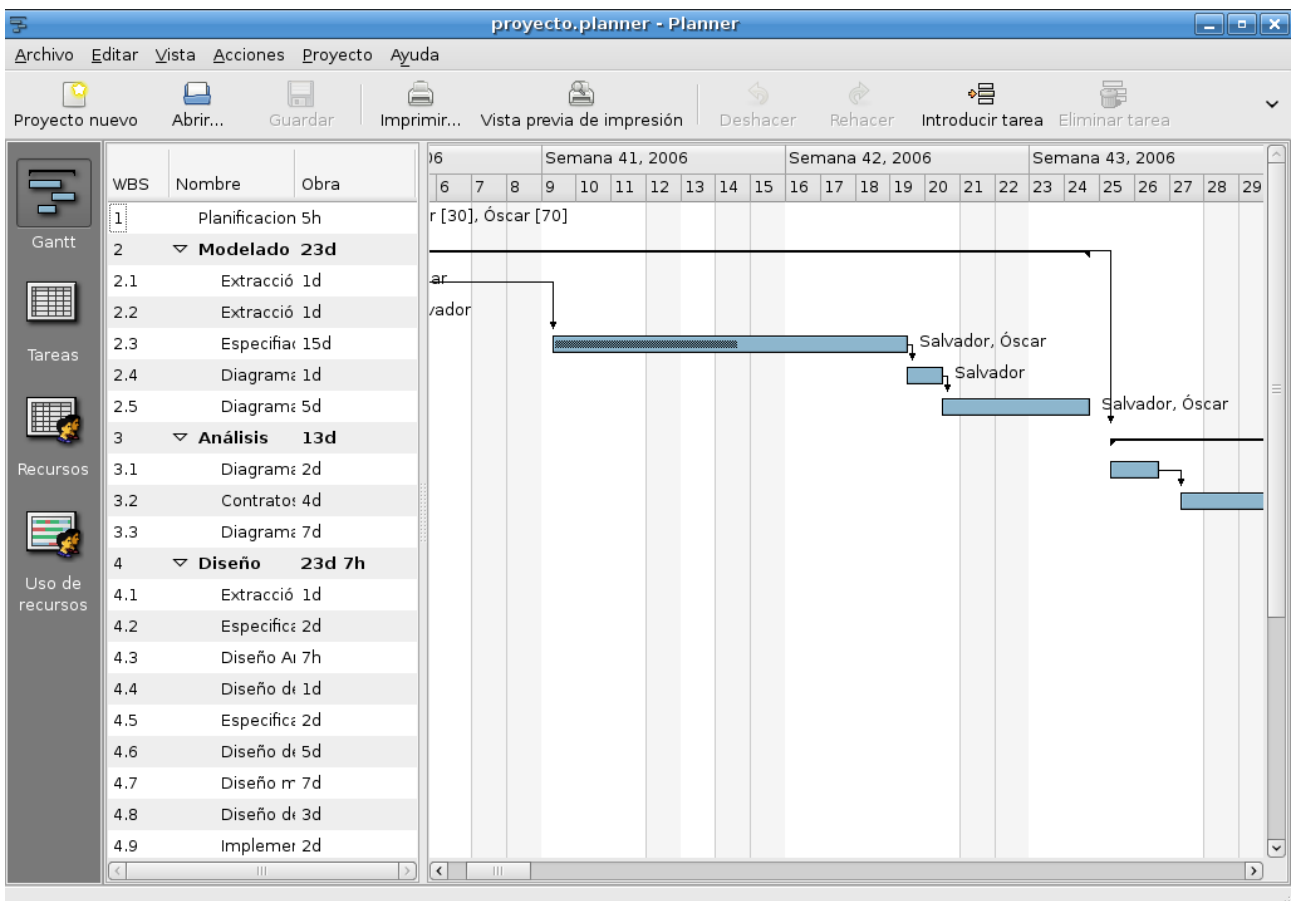 proyecto.planner - Planner
Archivo Editar Vista Acciones Proyecto Ayuda
Proyecto nuevo Abrir... Guardar Imprimir... Vista previa de impresión Deshacer Rehacer Introducir tarea Eliminar tarea
Gantt
Tareas
Recursos
Uso de
recursos
WBS Nombre Obra
1 Planificacion 5h
2 Modelado 23d
2.1 Extracció 1d
2.2 Extracció 1d
2.3 Especifiac 15d
2.4 Diagrama 1d
2.5 Diagrama 5d
3 Análisis 13d
3.1 Diagrama 2d
3.2 Contratos 4d
3.3 Diagrama 7d
4 Diseño 23d 7h
4.1 Extracció 1d
4.2 Especifica 2d
4.3 Diseño Ar 7h
4.4 Diseño de 1d
4.5 Especifica 2d
4.6 Diseño de 5d
4.7 Diseño m 7d
4.8 Diseño de 3d
4.9 Implemer 2d
06 Semana 41, 2006 Semana 42, 2006 Semana 43, 2006
6 7 8 9 10 11 12 13 14 15 16 17 18 19 20 21 22 23 24 25 26 27 28 29
r [30], Óscar [70]
ar
vador
Salvador, Óscar
Salvador
Salvador, Óscar